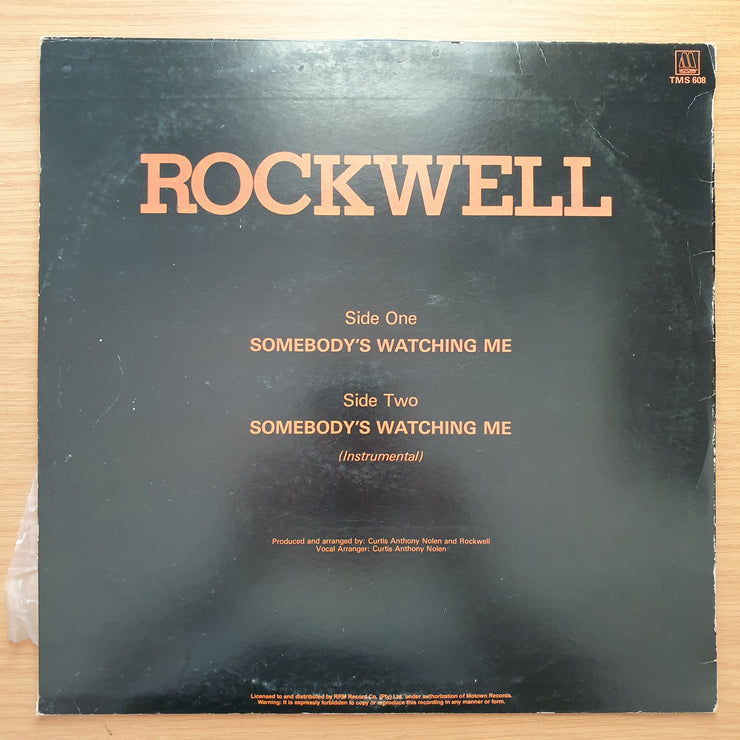 TMS 608
ROCKWELL
Side One
SOMEBODY'S WATCHING ME
Side Two
SOMEBODY'S WATCHING ME
(Instrumental)
Produced and arranged by: Curtis Anthony Nolen and Rockwell
Vocal Arranger: Curtis Anthony Nolen
Licensed to and distributed by RPM Record Co. (Pty) Ltd. under authorization of Motown Records.
Warning: It is expressly forbidden to copy or reproduce this recording in any manner or form.